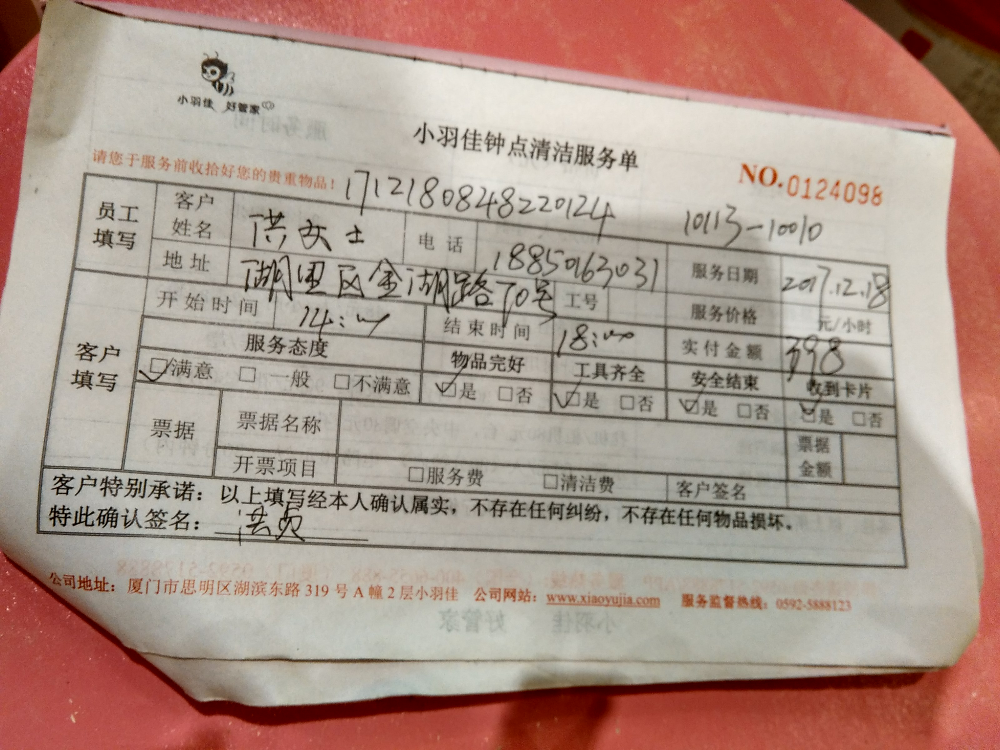 小羽佳 好管家
小羽佳钟点清洁服务单
请您于服务前收拾好您的贵重物品！
NO.0124098
1712180848220124
10113-10010
员工填写 客户姓名 洪女士 电话 18850163031 服务日期 2017.12.18
地址 湖里区金湖路70号 工号 服务价格 元/小时
开始时间 14:00 结束时间 18:00 实付金额 398
客户填写 服务态度 物品完好 工具齐全 安全结束 收到卡片
☑满意 □一般 □不满意 ☑是 □否 ☑是 □否 ☑是 □否 ☑是 □否
票据 票据名称 票据金额
开票项目 □服务费 □清洁费 客户签名
客户特别承诺：以上填写经本人确认属实，不存在任何纠纷，不存在任何物品损坏。
特此确认签名：洪
公司地址：厦门市思明区湖滨东路 319 号 A 幢 2 层小羽佳 公司网站：www.xiaoyujia.com 服务监督热线：0592-5888123